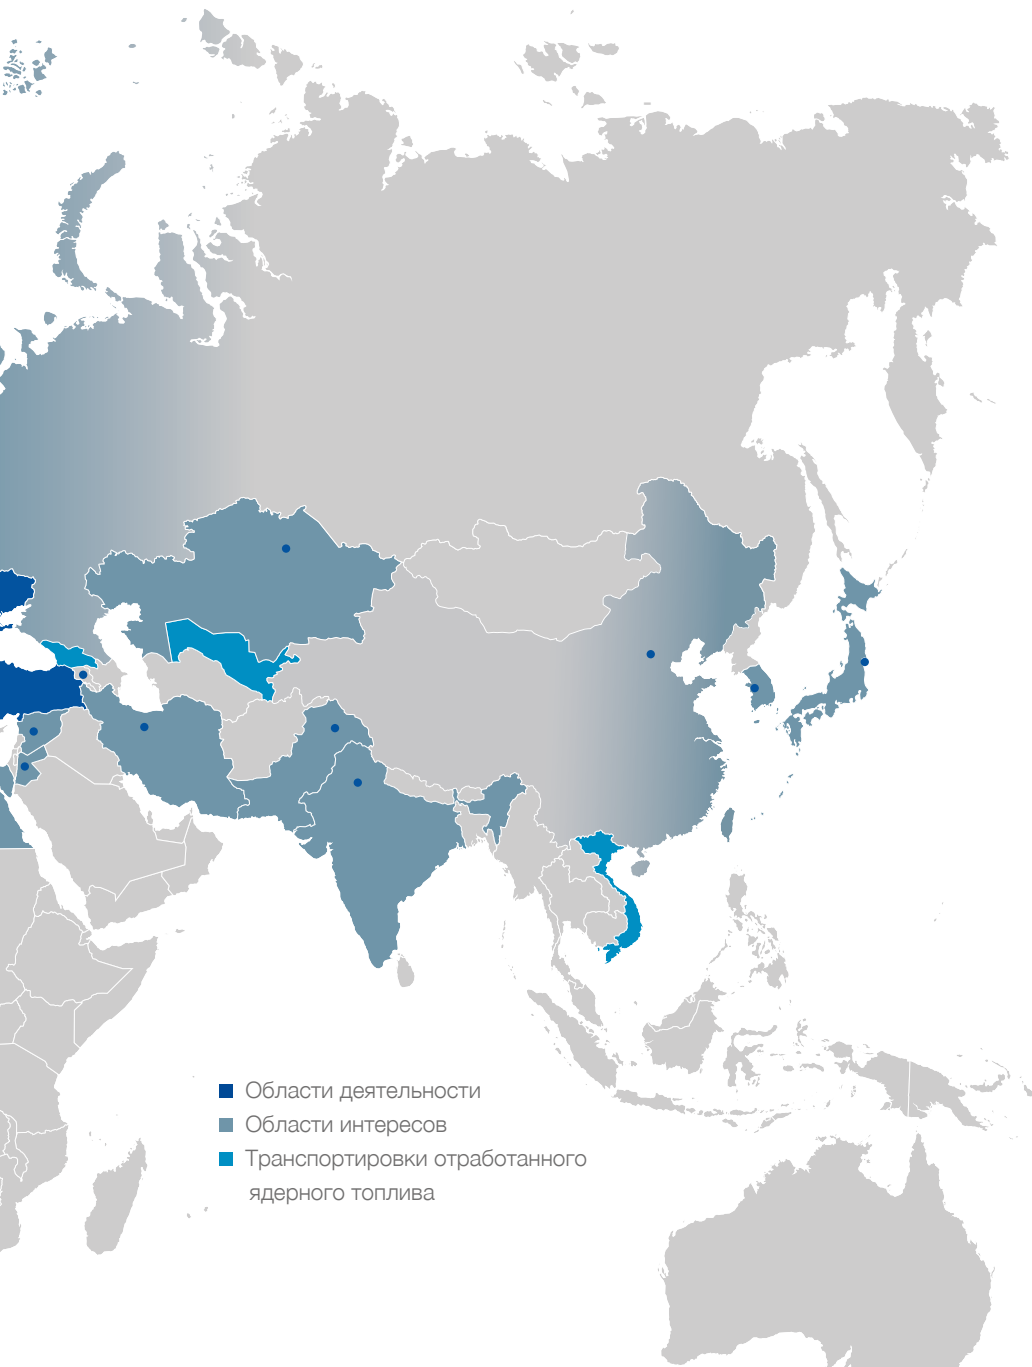 Области деятельности
Области интересов
Транспортировки отработанного
ядерного топлива